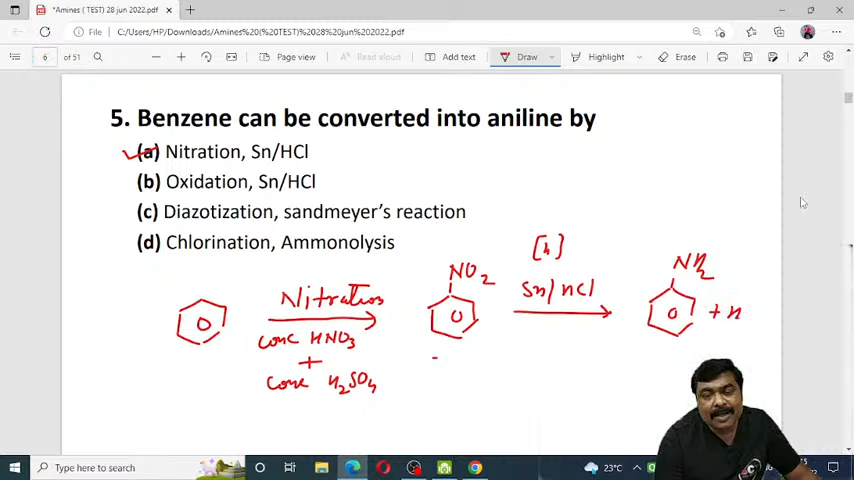 *Amines (TEST) 28 jun 2022.pdf
File C:/Users/HP/Downloads/Amines%20(%20TEST)%2028%20jun%202022.pdf
6 of 51 Page view Read aloud Add text Draw Highlight Erase
5. Benzene can be converted into aniline by
(a) Nitration, Sn/HCl
(b) Oxidation, Sn/HCl
(c) Diazotization, sandmeyer's reaction
(d) Chlorination, Ammonolysis
[H]
NO2
NH2
Nitration
Sn/HCl
conc HNO3
+ H
+
conc H2SO4
Type here to search
23°C